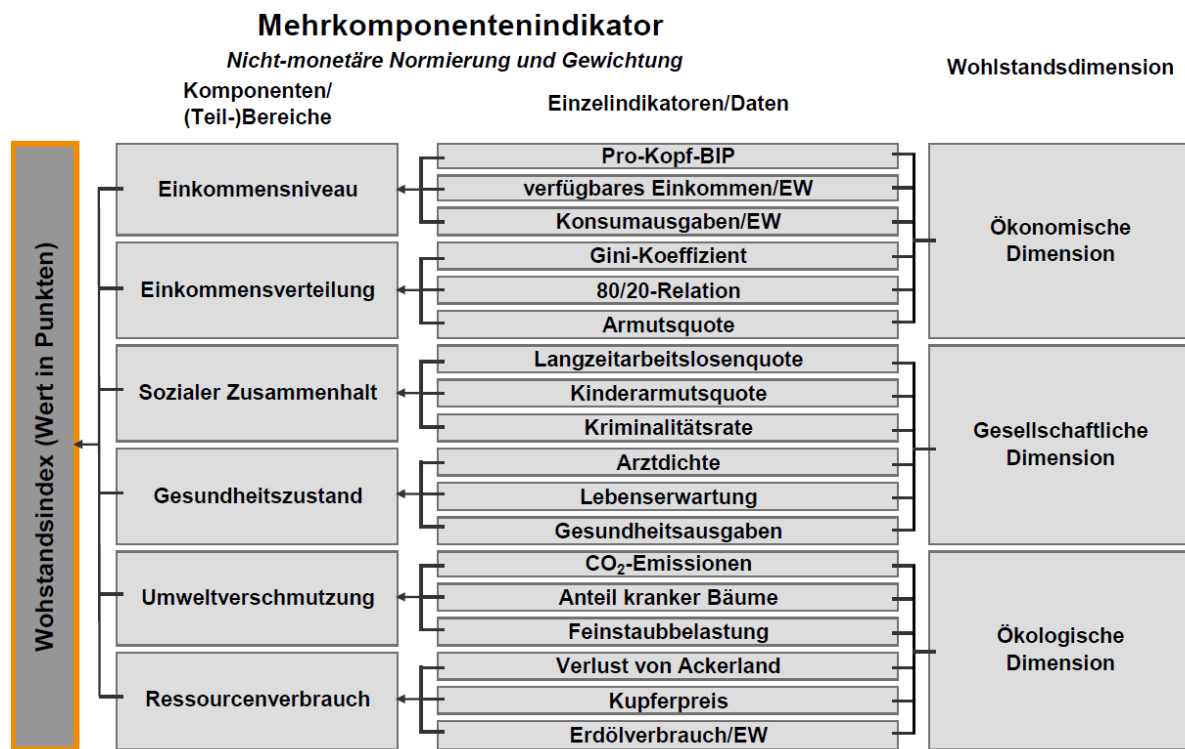 Mehrkomponentenindikator
Nicht-monetäre Normierung und Gewichtung
Komponenten/
(Teil-)Bereiche
Einzelindikatoren/Daten
Wohlstandsdimension
Wohstandsindex (Wert in Punkten)
Einkommensniveau
Einkommensverteilung
Sozialer Zusammenhalt
Gesundheitszustand
Umweltverschmutzung
Ressourcenverbrauch
Pro-Kopf-BIP
verfügbares Einkommen/EW
Konsumausgaben/EW
Gini-Koeffizient
80/20-Relation
Armutsquote
Langzeitarbeitslosenquote
Kinderarmutsquote
Kriminalitätsrate
Arztdichte
Lebenserwartung
Gesundheitsausgaben
CO₂-Emissionen
Anteil kranker Bäume
Feinstaubbelastung
Verlust von Ackerland
Kupferpreis
Erdölverbrauch/EW
Ökonomische
Dimension
Gesellschaftliche
Dimension
Ökologische
Dimension